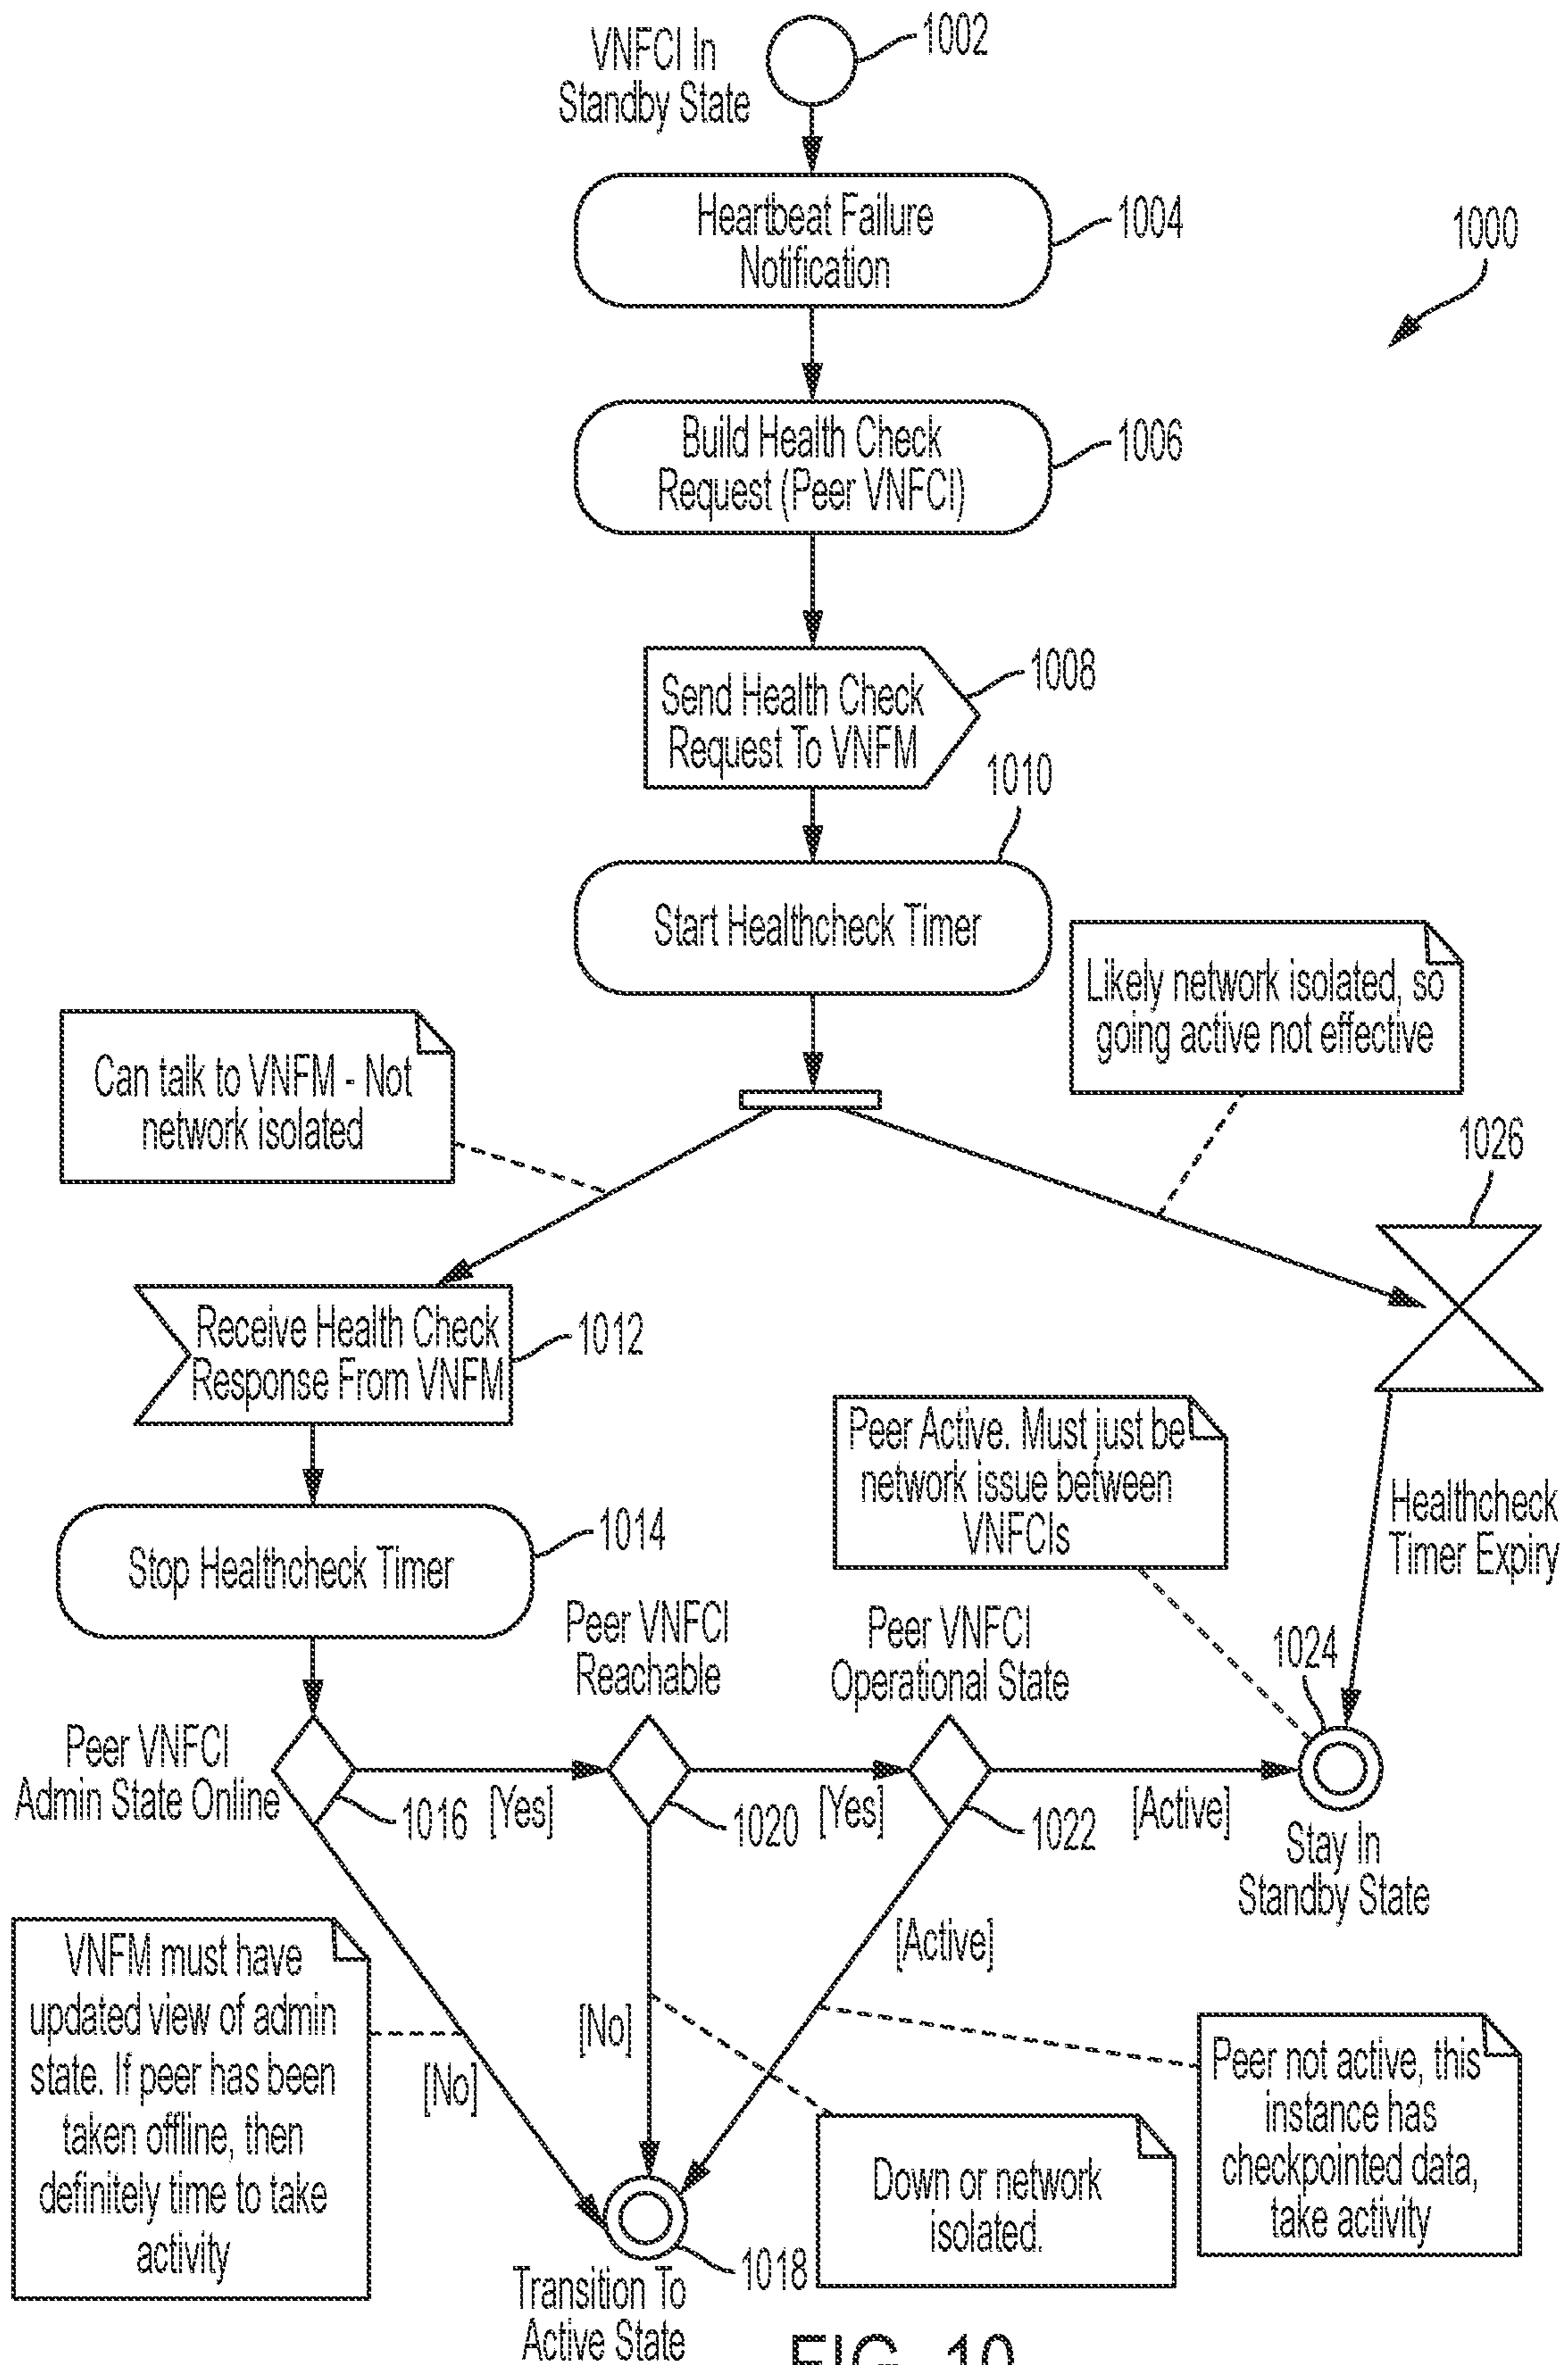 VNFCI In
Standby State
1002
Heartbeat Failure
Notification
1004
1000
Build Health Check
Request (Peer VNFCI)
1006
Send Health Check
Request To VNFM
1008
1010
Start Healthcheck Timer
Likely network isolated, so
going active not effective
Can talk to VNFM - Not
network isolated
1026
Receive Health Check
Response From VNFM
1012
Peer Active. Must just be
network issue between
VNFCIs
Healthcheck
Timer Expiry
Stop Healthcheck Timer
1014
Peer VNFCI
Reachable
Peer VNFCI
Operational State
1024
Peer VNFCI
Admin State Online
1016
[Yes]
1020
[Yes]
1022
[Active]
Stay In
Standby State
VNFM must have
updated view of admin
state. If peer has been
taken offline, then
definitely time to take
activity
[No]
[No]
[Active]
Peer not active, this
instance has
checkpointed data,
take activity
Down or network
isolated.
1018
Transition To
Active State
FIG. 10